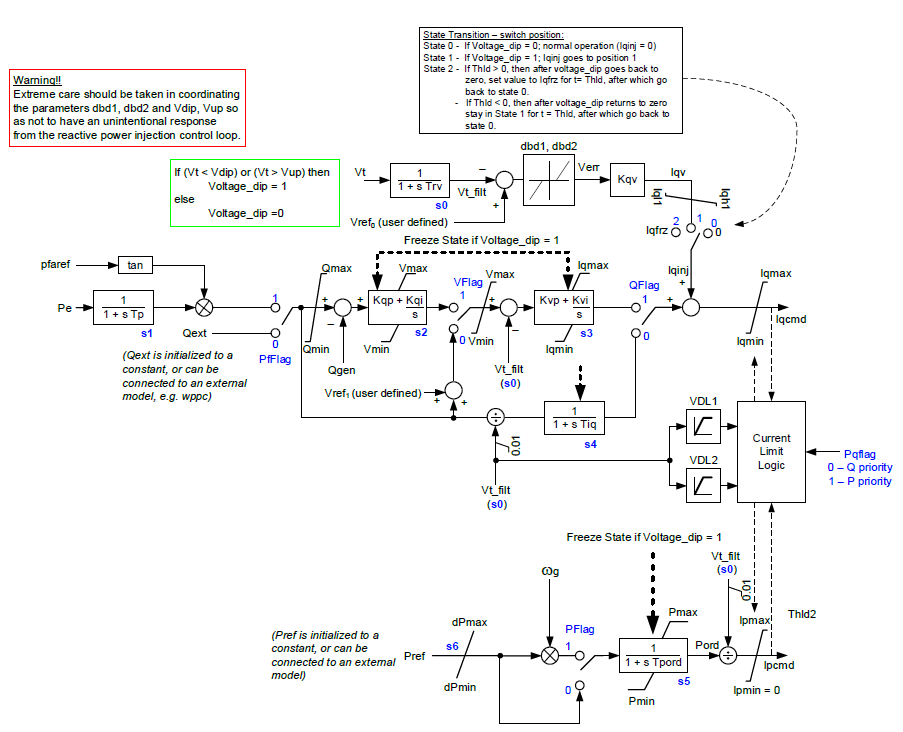 State Transition – switch position:
State 0 - If Voltage_dip = 0; normal operation (Iqinj = 0)
State 1 - If Voltage_dip = 1; Iqinj goes to position 1
State 2 - If Thld > 0, then after voltage_dip goes back to
zero, set value to Iqfrz for t= Thld, after which go
back to state 0.
- If Thld < 0, then after voltage_dip returns to zero
stay in State 1 for t = Thld, after which go back to
state 0.
Warning!!
Extreme care should be taken in coordinating
the parameters dbd1, dbd2 and Vdip, Vup so
as not to have an unintentional response
from the reactive power injection control loop.
If (Vt < Vdip) or (Vt > Vup) then
Voltage_dip = 1
else
Voltage_dip =0
dbd1, dbd2
Vt
1
1 + s Trv
s0
Vt_filt
–
+
Verr
Kqv
Iqv
Iql1
Iqh1
Vref0 (user defined)
Iqfrz
2
1
0
0
Iqinj
+
Freeze State if Voltage_dip = 1
pfaref
tan
Pe
1
1 + s Tp
s1
Qext
1
0
PfFlag
(Qext is initialized to a
constant, or can be
connected to an external
model, e.g. wppc)
Qmax
Qmin
+
–
Qgen
Vmax
Kqp + Kqi
s
s2
Vmin
VFlag
1
0
Vmax
Vmin
+
–
Vt_filt
(s0)
Iqmax
Kvp + Kvi
s
s3
Iqmin
QFlag
1
0
+
Iqmax
Iqmin
Iqcmd
Vref1 (user defined)
+
+
÷
0.01
1
1 + s Tiq
s4
Vt_filt
(s0)
VDL1
VDL2
Current
Limit
Logic
Pqflag
0 – Q priority
1 – P priority
Freeze State if Voltage_dip = 1
Vt_filt
(s0)
0.01
Thld2
ωg
(Pref is initialized to a
constant, or can be
connected to an external
model)
Pref
s6
dPmax
dPmin
PFlag
1
0
Pmax
1
1 + s Tpord
s5
Pmin
Pord
÷
Ipmax
Ipmin = 0
Ipcmd